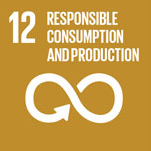 12 RESPONSIBLE
CONSUMPTION
AND PRODUCTION